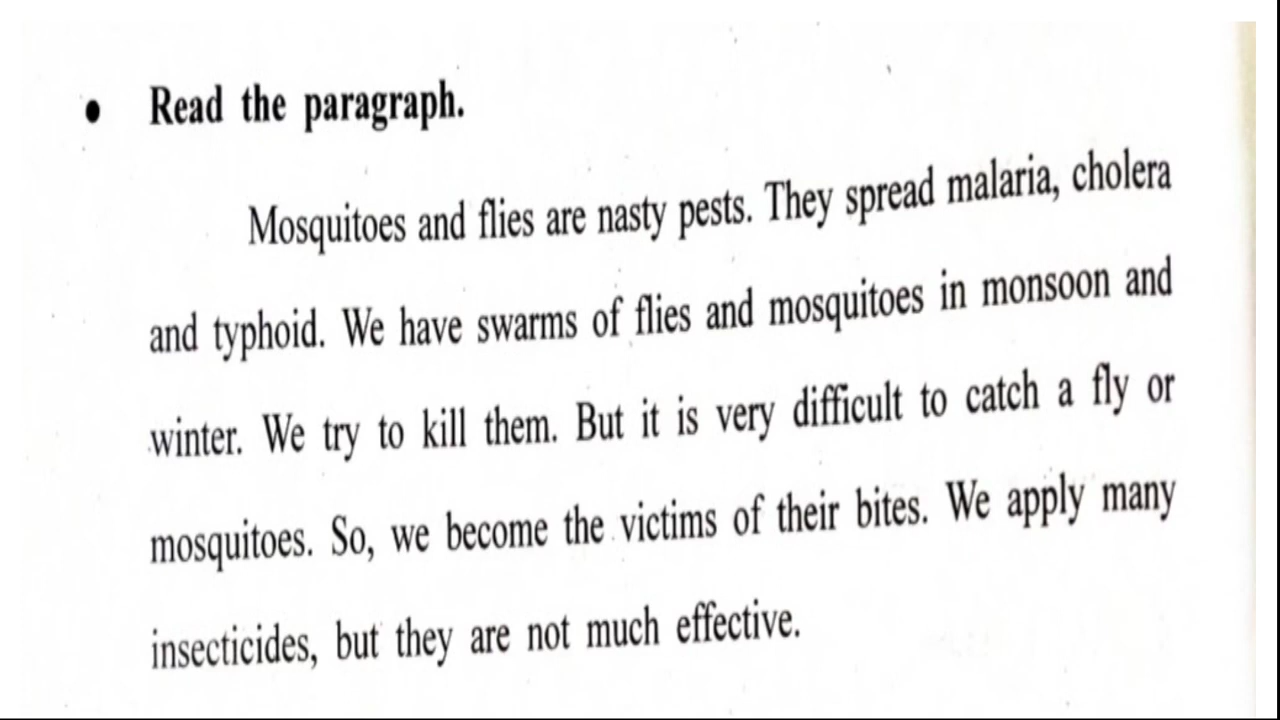 • Read the paragraph.
Mosquitoes and flies are nasty pests. They spread malaria, cholera
and typhoid. We have swarms of flies and mosquitoes in monsoon and
winter. We try to kill them. But it is very difficult to catch a fly or
mosquitoes. So, we become the victims of their bites. We apply many
insecticides, but they are not much effective.